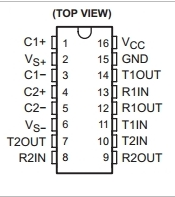 (TOP VIEW)
C1+ 1 16 VCC
VS+ 2 15 GND
C1− 3 14 T1OUT
C2+ 4 13 R1IN
C2− 5 12 R1OUT
VS− 6 11 T1IN
T2OUT 7 10 T2IN
R2IN 8 9 R2OUT